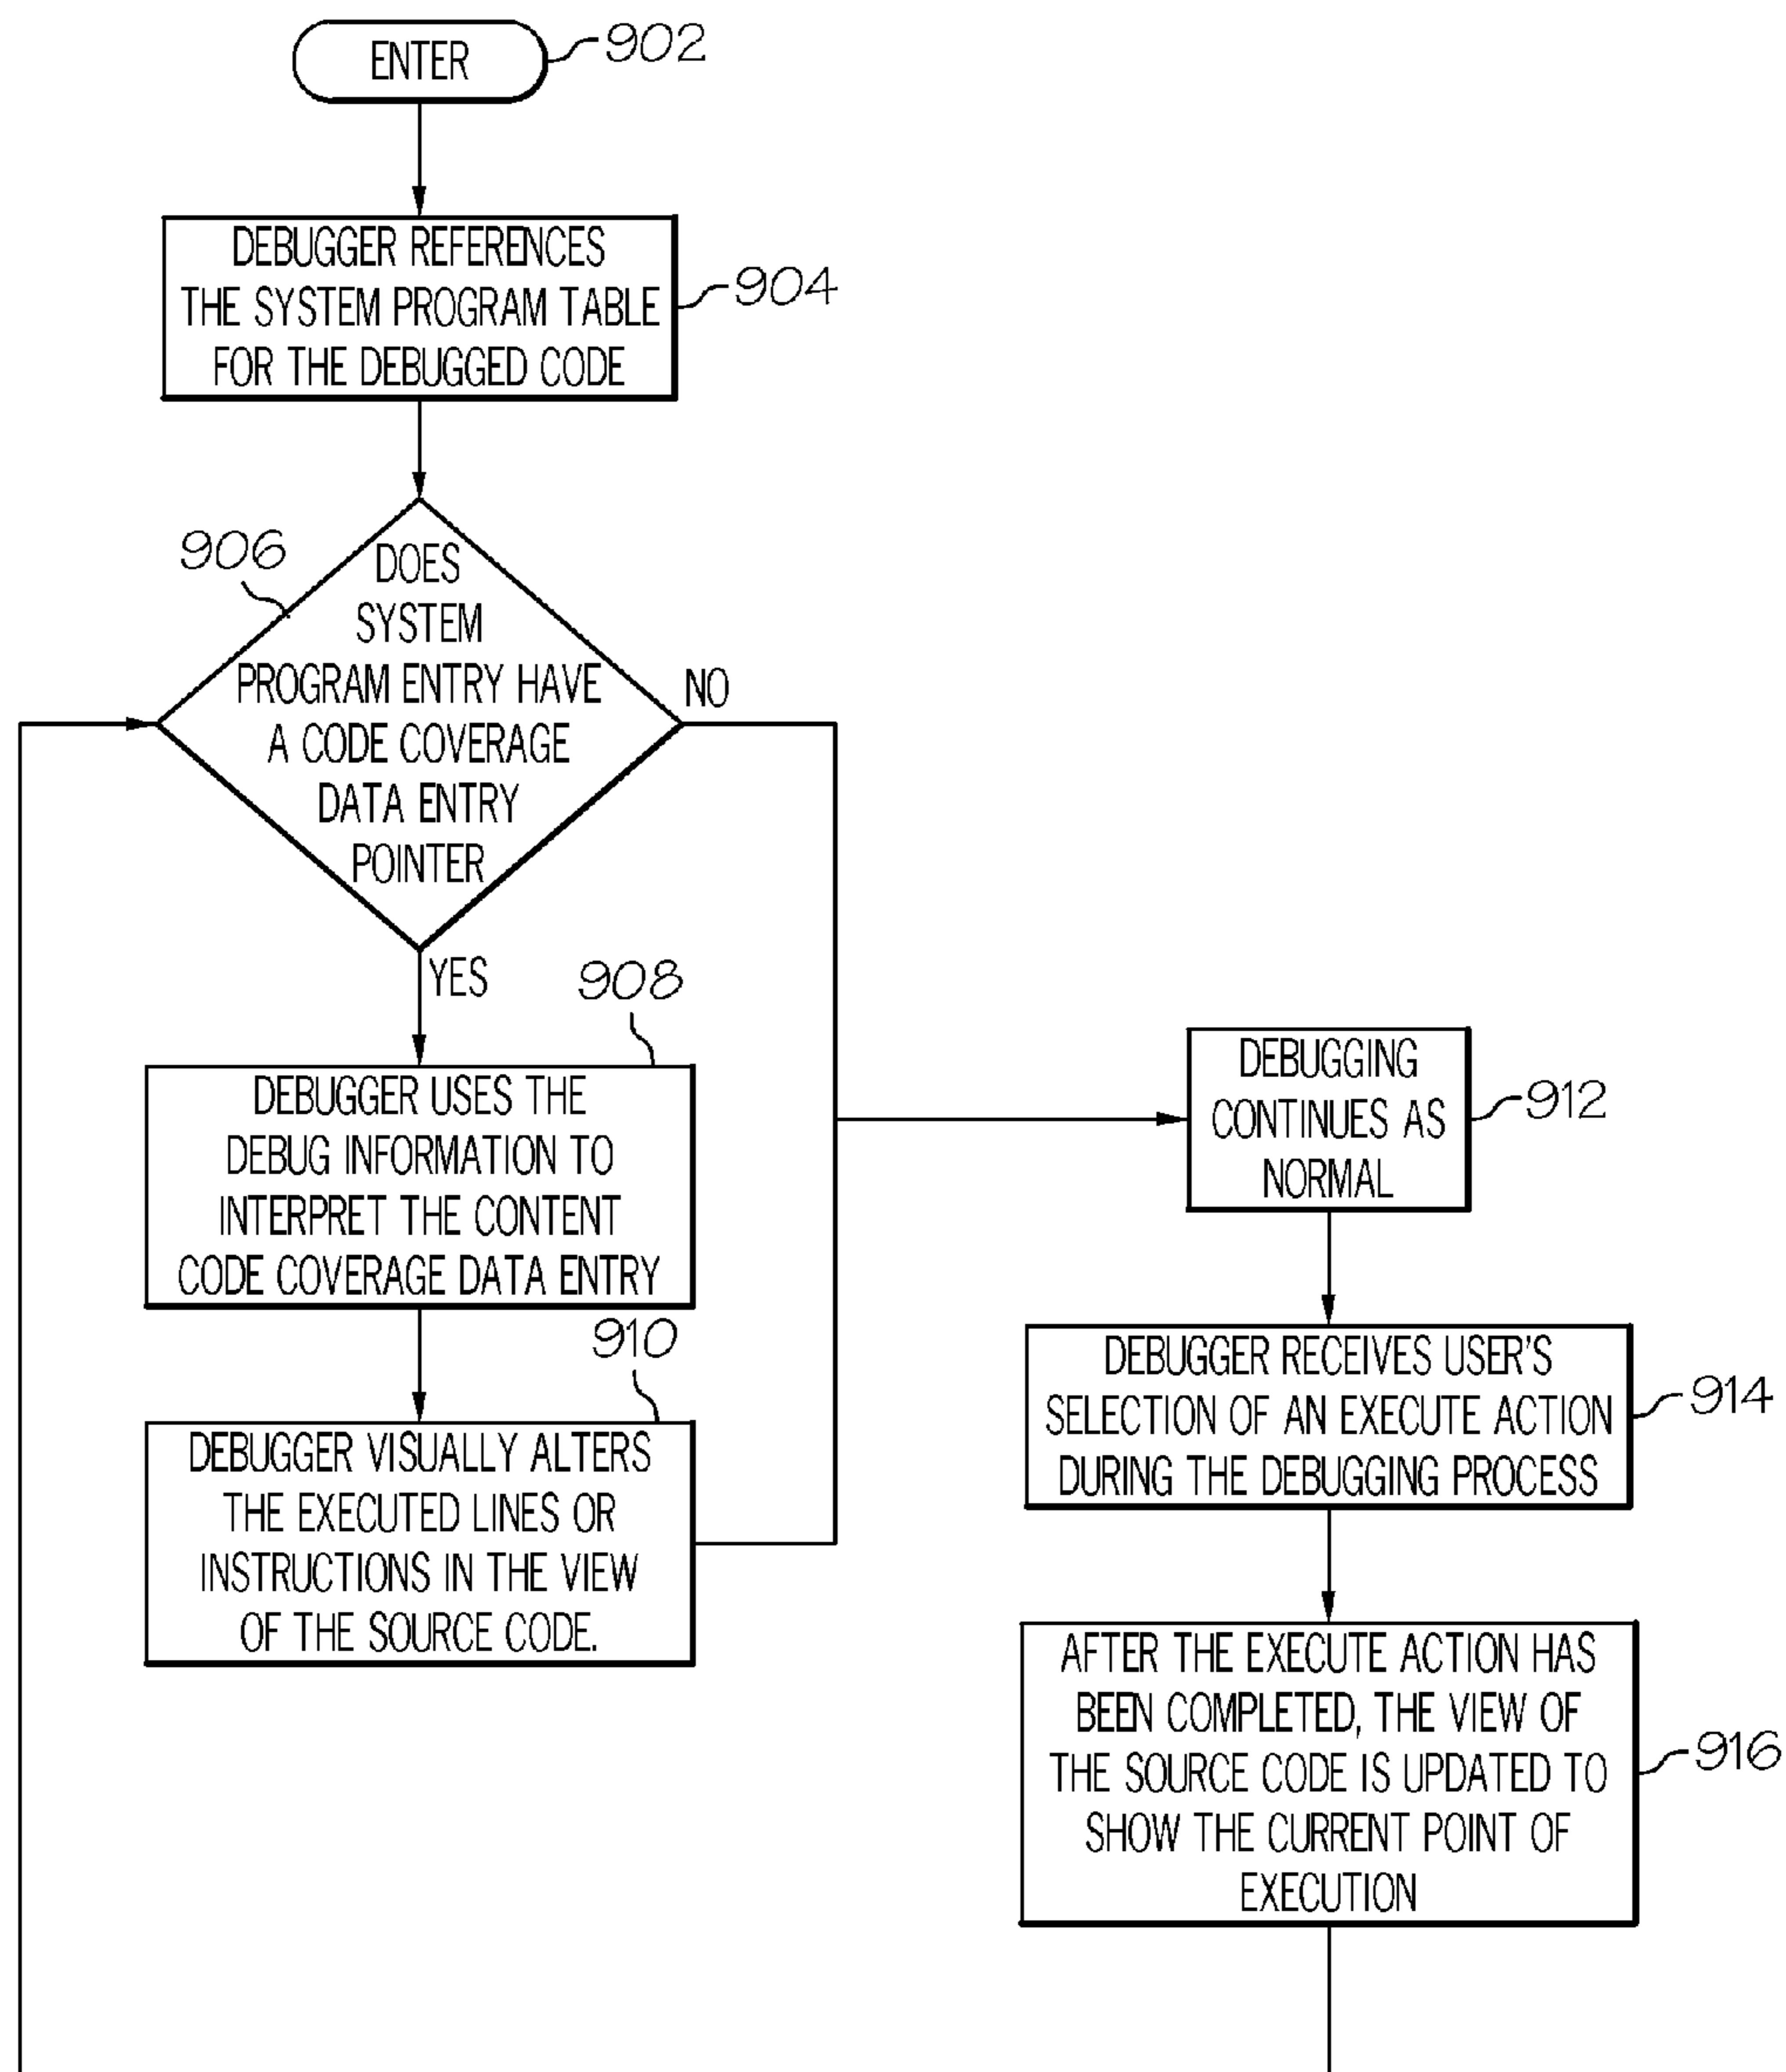 ENTER
902
DEBUGGER REFERENCES
THE SYSTEM PROGRAM TABLE
FOR THE DEBUGGED CODE
904
906
DOES
SYSTEM
PROGRAM ENTRY HAVE
A CODE COVERAGE
DATA ENTRY
POINTER
NO
YES
908
DEBUGGER USES THE
DEBUG INFORMATION TO
INTERPRET THE CONTENT
CODE COVERAGE DATA ENTRY
910
DEBUGGER VISUALLY ALTERS
THE EXECUTED LINES OR
INSTRUCTIONS IN THE VIEW
OF THE SOURCE CODE.
DEBUGGING
CONTINUES AS
NORMAL
912
DEBUGGER RECEIVES USER'S
SELECTION OF AN EXECUTE ACTION
DURING THE DEBUGGING PROCESS
914
AFTER THE EXECUTE ACTION HAS
BEEN COMPLETED, THE VIEW OF
THE SOURCE CODE IS UPDATED TO
SHOW THE CURRENT POINT OF
EXECUTION
916